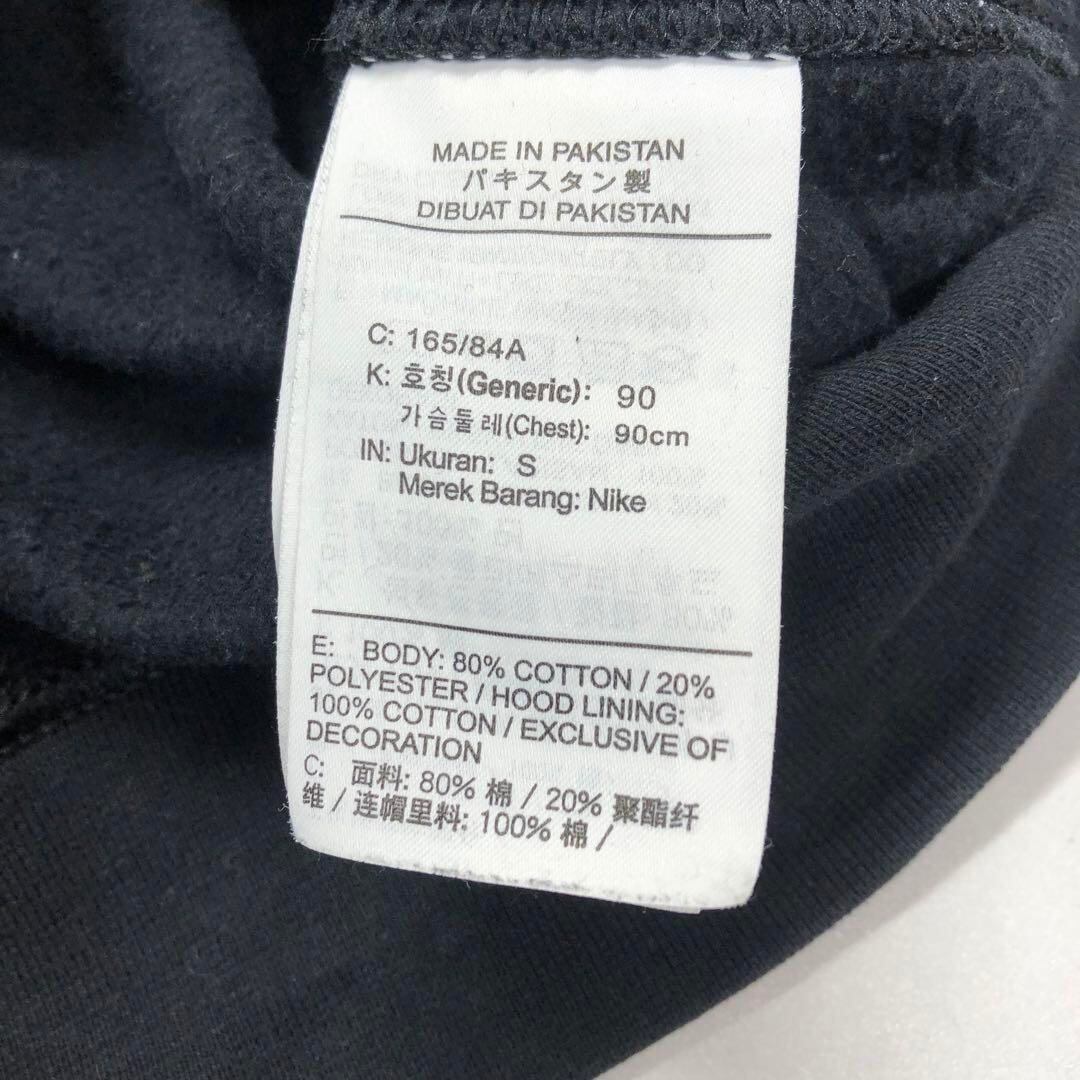 MADE IN PAKISTAN
パキスタン製
DIBUAT DI PAKISTAN
C: 165/84A
K: 호칭(Generic): 90
가슴둘레(Chest): 90cm
IN: Ukuran: S
Merek Barang: Nike
E: BODY: 80% COTTON / 20%
POLYESTER / HOOD LINING:
100% COTTON / EXCLUSIVE OF
DECORATION
C: 面料: 80% 棉 / 20% 聚酯纤
维 / 连帽里料: 100% 棉 /